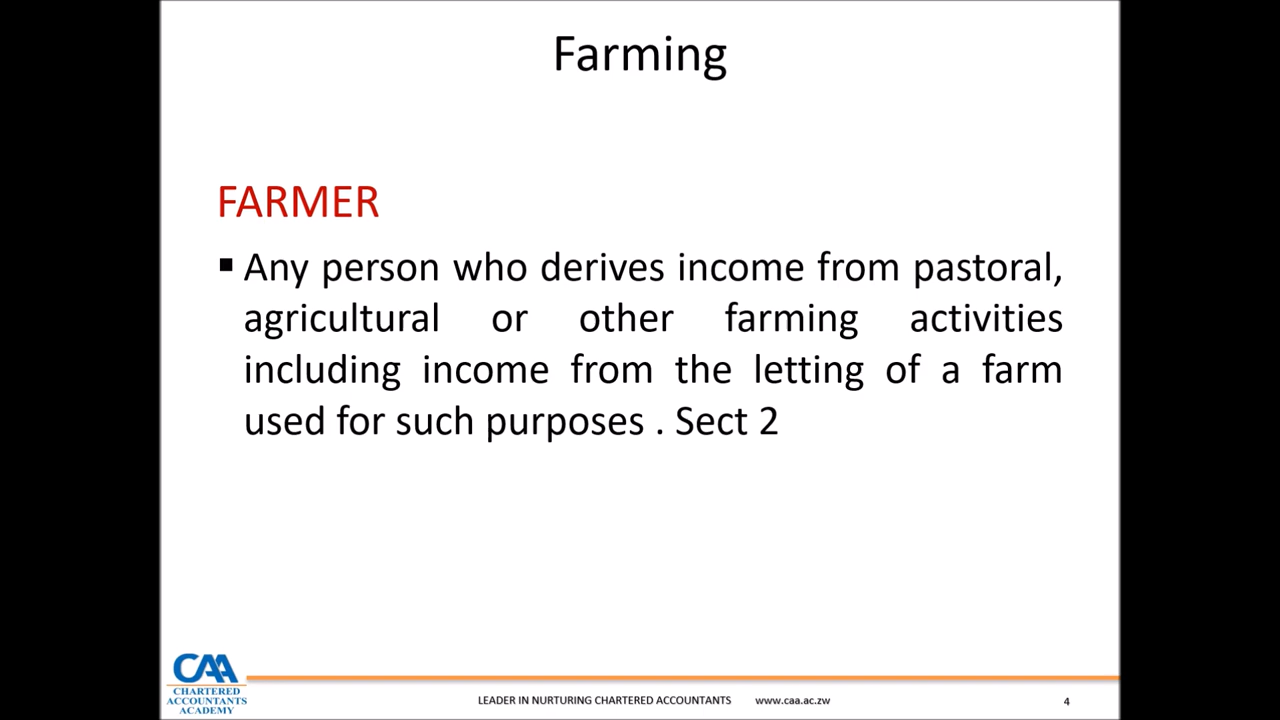 Farming
FARMER
▪ Any person who derives income from pastoral,
agricultural or other farming activities
including income from the letting of a farm
used for such purposes . Sect 2
CAA
CHARTERED
ACCOUNTANTS
ACADEMY
LEADER IN NURTURING CHARTERED ACCOUNTANTS www.caa.ac.zw
4